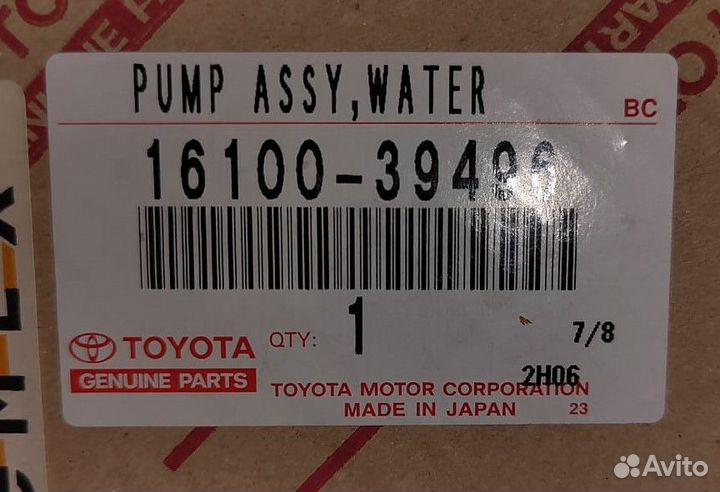 PUMP ASSY,WATER
BC
16100-39496
TOYOTA
QTY: 1
7/8
GENUINE PARTS
2H06
TOYOTA MOTOR CORPORATION
MADE IN JAPAN 23
Avito